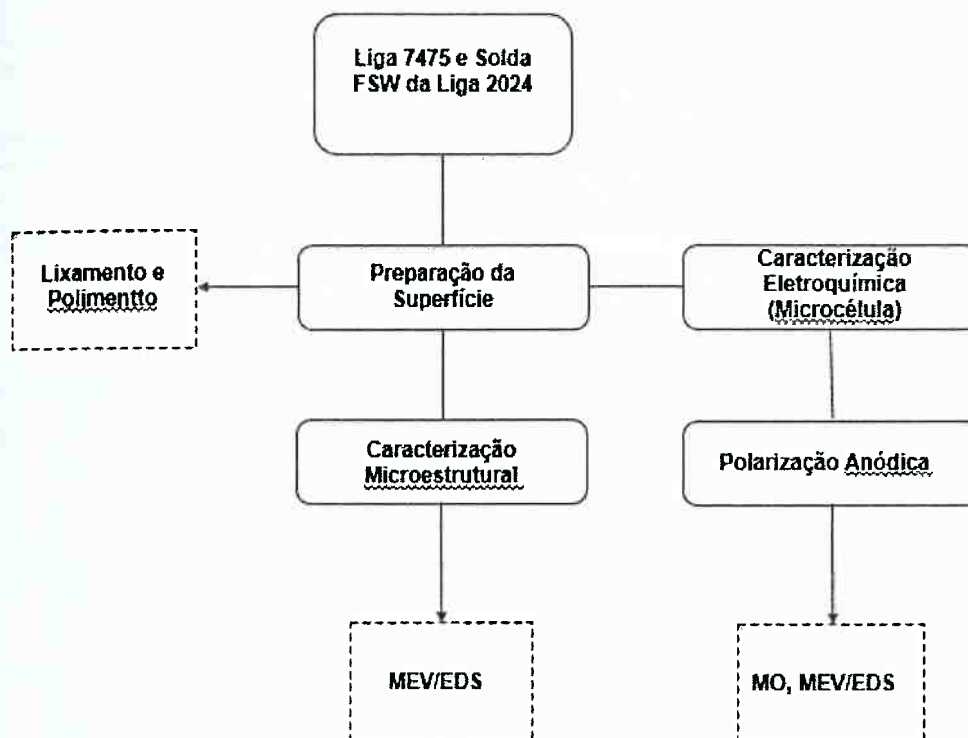 Liga 7475 e Solda
FSW da Liga 2024
Lixamento e
Polimentto
Preparação da
Superfície
Caracterização
Eletroquímica
(Microcélula)
Caracterização
Microestrutural
Polarização Anódica
MEV/EDS
MO, MEV/EDS